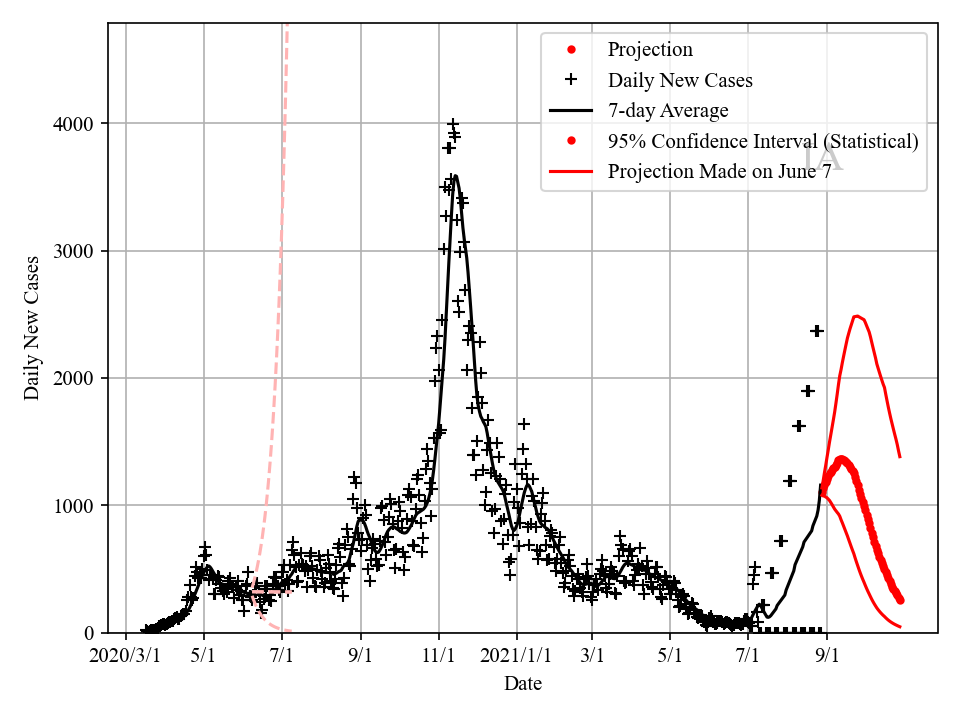 Projection
Daily New Cases
7-day Average
95% Confidence Interval (Statistical)
Projection Made on June 7
IA
Daily New Cases
4000
3000
2000
1000
0
2020/3/1 5/1 7/1 9/1 11/1 2021/1/1 3/1 5/1 7/1 9/1
Date